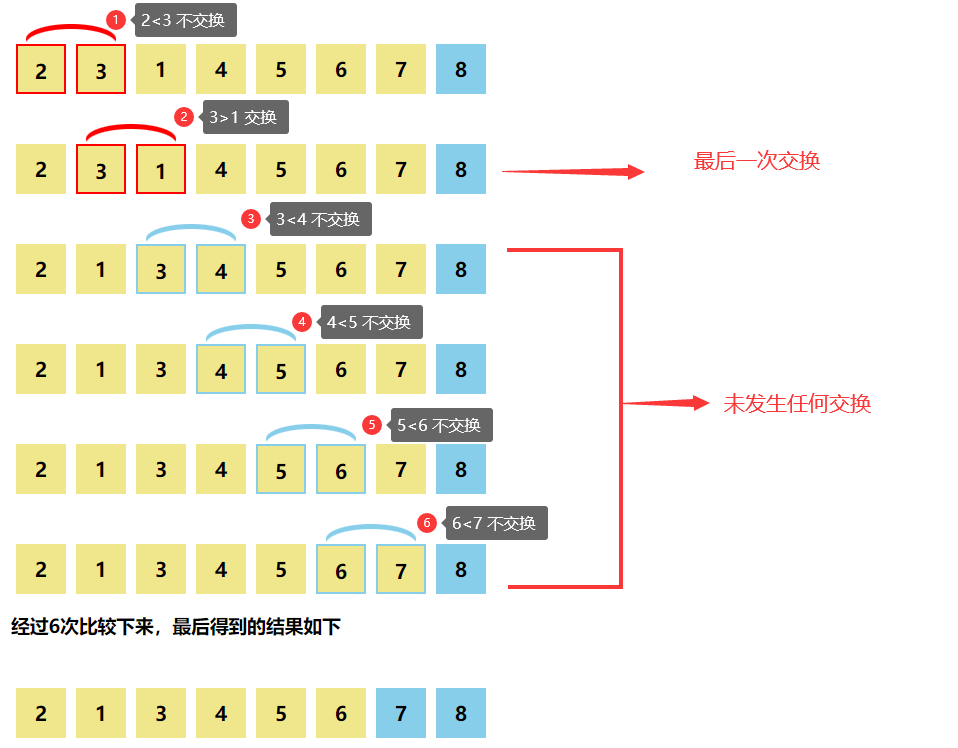 1 2<3 不交换
2 3 1 4 5 6 7 8
2 3>1 交换
2 3 1 4 5 6 7 8
最后一次交换
3 3<4 不交换
2 1 3 4 5 6 7 8
4 4<5 不交换
2 1 3 4 5 6 7 8
未发生任何交换
5 5<6 不交换
2 1 3 4 5 6 7 8
6 6<7 不交换
2 1 3 4 5 6 7 8
经过6次比较下来，最后得到的结果如下
2 1 3 4 5 6 7 8